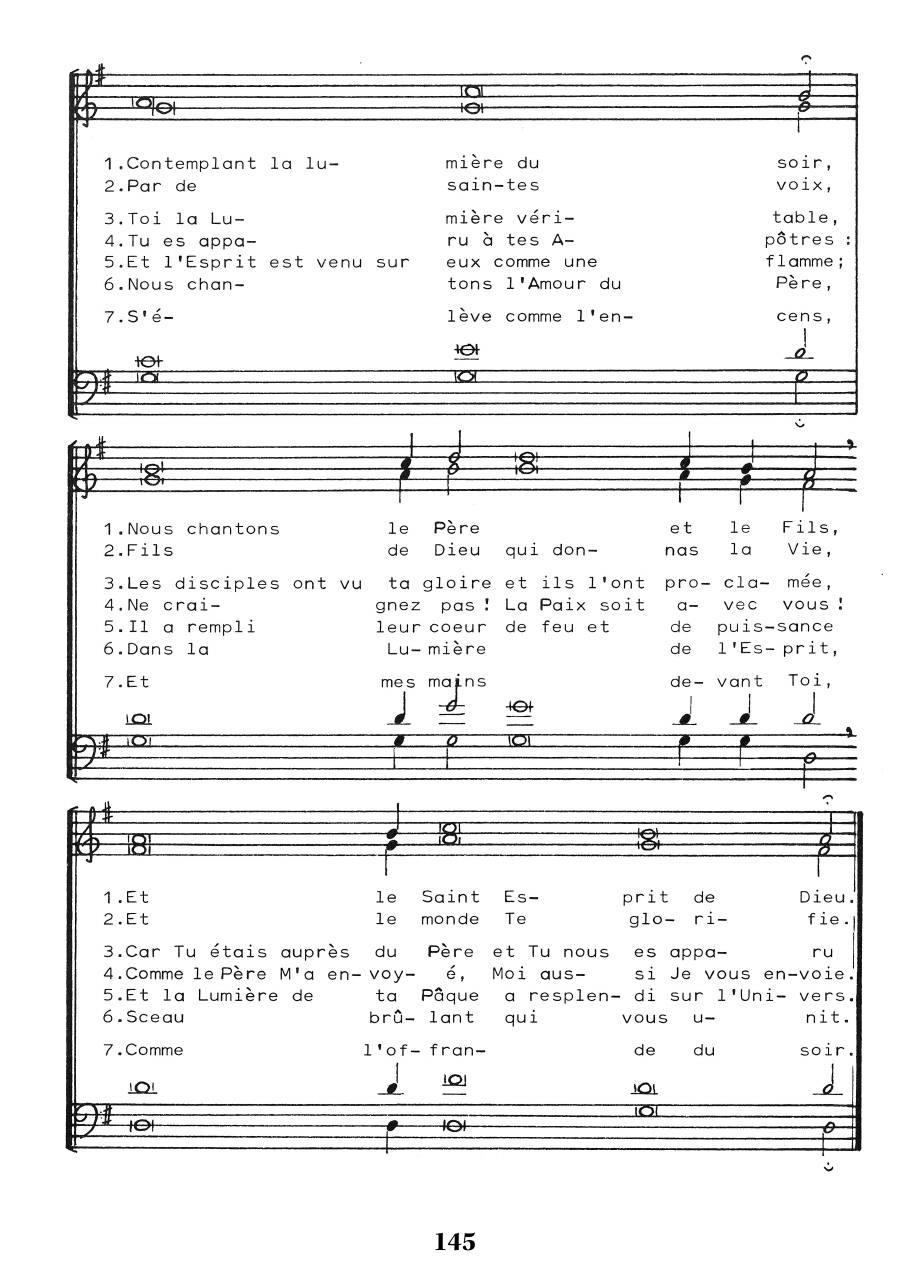 1.Contemplant la lu- mière du soir,
2.Par de sain-tes voix,
3.Toi la Lu- mière véri- table,
4.Tu es appa- ru à tes A- pôtres :
5.Et l'Esprit est venu sur eux comme une flamme;
6.Nous chan- tons l'Amour du Père,
7.S'é- lève comme l'en- cens,
1.Nous chantons le Père et le Fils,
2.Fils de Dieu qui don- nas la Vie,
3.Les disciples ont vu ta gloire et ils l'ont pro- cla- mée,
4.Ne crai- gnez pas! La Paix soit a- vec vous!
5.Il a rempli leur coeur de feu et de puis-sance
6.Dans la Lu-mière de l'Es-prit,
7.Et mes mains de- vant Toi,
1.Et le Saint Es- prit de Dieu.
2.Et le monde Te glo- ri- fie.
3.Car Tu étais auprès du Père et Tu nous es appa- ru
4.Comme le Père M'a en-voy- é, Moi aus- si Je vous en-voie.
5.Et la Lumière de ta Pâque a resplen- di sur l'Uni- vers.
6.Sceau brû- lant qui vous u- nit.
7.Comme l'of-fran- de du soir.
145